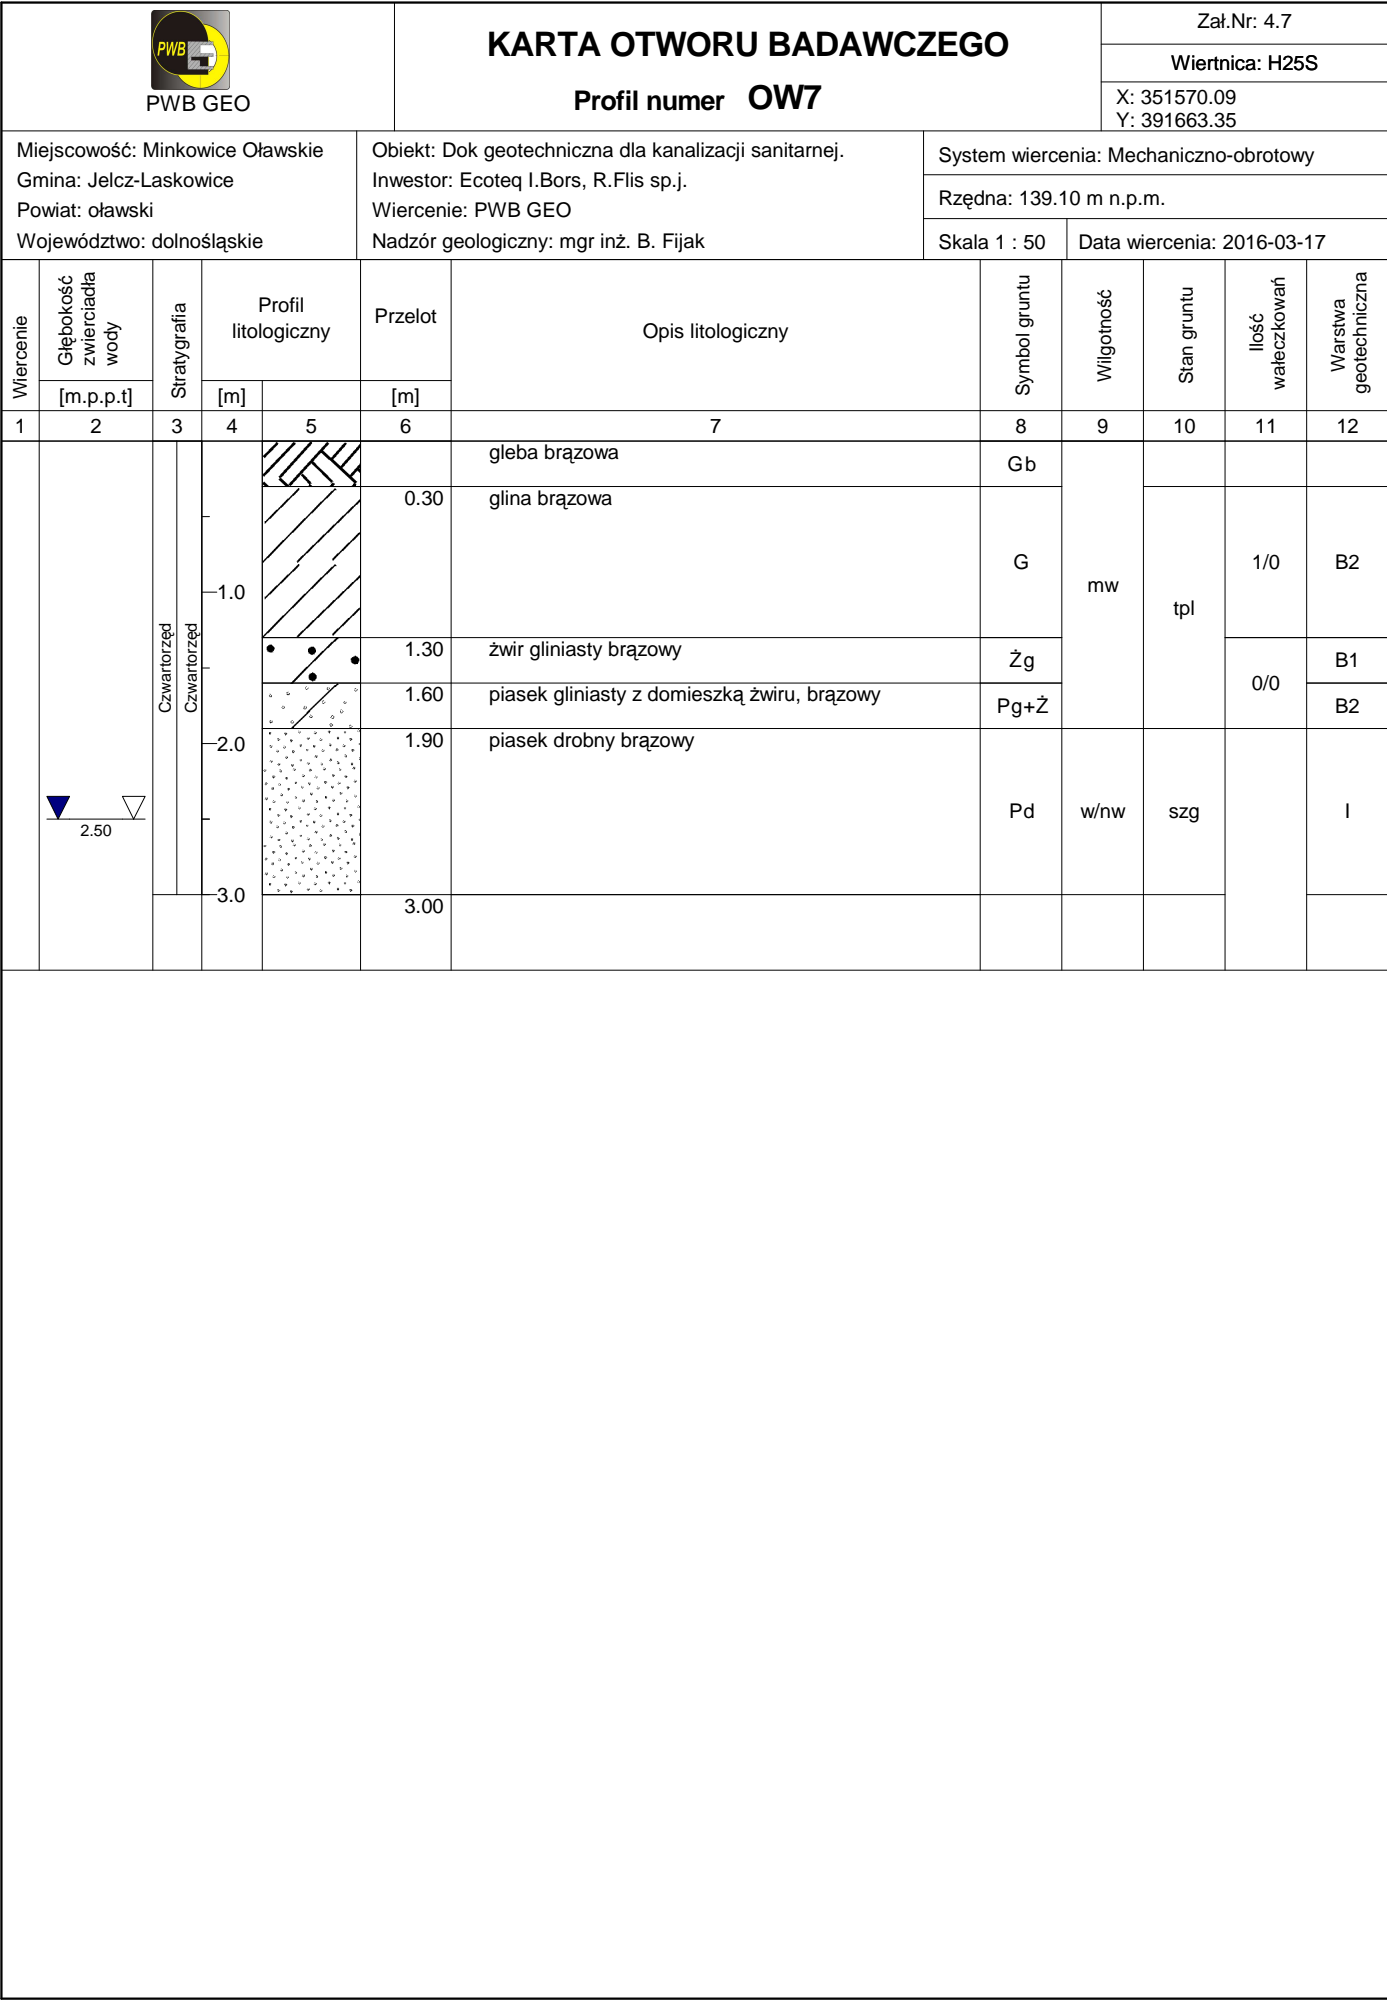 PWB
PWB GEO
KARTA OTWORU BADAWCZEGO
Profil numer OW7
Zał.Nr: 4.7
Wiertnica: H25S
X: 351570.09
Y: 391663.35
Miejscowość: Minkowice Oławskie
Gmina: Jelcz-Laskowice
Powiat: oławski
Województwo: dolnośląskie
Obiekt: Dok geotechniczna dla kanalizacji sanitarnej.
Inwestor: Ecoteq I.Bors, R.Flis sp.j.
Wiercenie: PWB GEO
Nadzór geologiczny: mgr inż. B. Fijak
System wiercenia: Mechaniczno-obrotowy
Rzędna: 139.10 m n.p.m.
Skala 1 : 50 Data wiercenia: 2016-03-17
Wiercenie
Głębokość
zwierciadła
wody
[m.p.p.t]
Stratygrafia
Profil
litologiczny
[m]
Przelot
[m]
Opis litologiczny
Symbol gruntu
Wilgotność
Stan gruntu
Ilość
wałeczkowań
Warstwa
geotechniczna
1 2 3 4 5 6 7 8 9 10 11 12
gleba brązowa Gb
0.30 glina brązowa
G 1/0 B2
1.0
mw
tpl
Czwartorzęd
Czwartorzęd
1.30 żwir gliniasty brązowy Żg B1
0/0
1.60 piasek gliniasty z domieszką żwiru, brązowy Pg+Ż B2
2.0 1.90 piasek drobny brązowy
Pd w/nw szg I
2.50
3.0
3.00